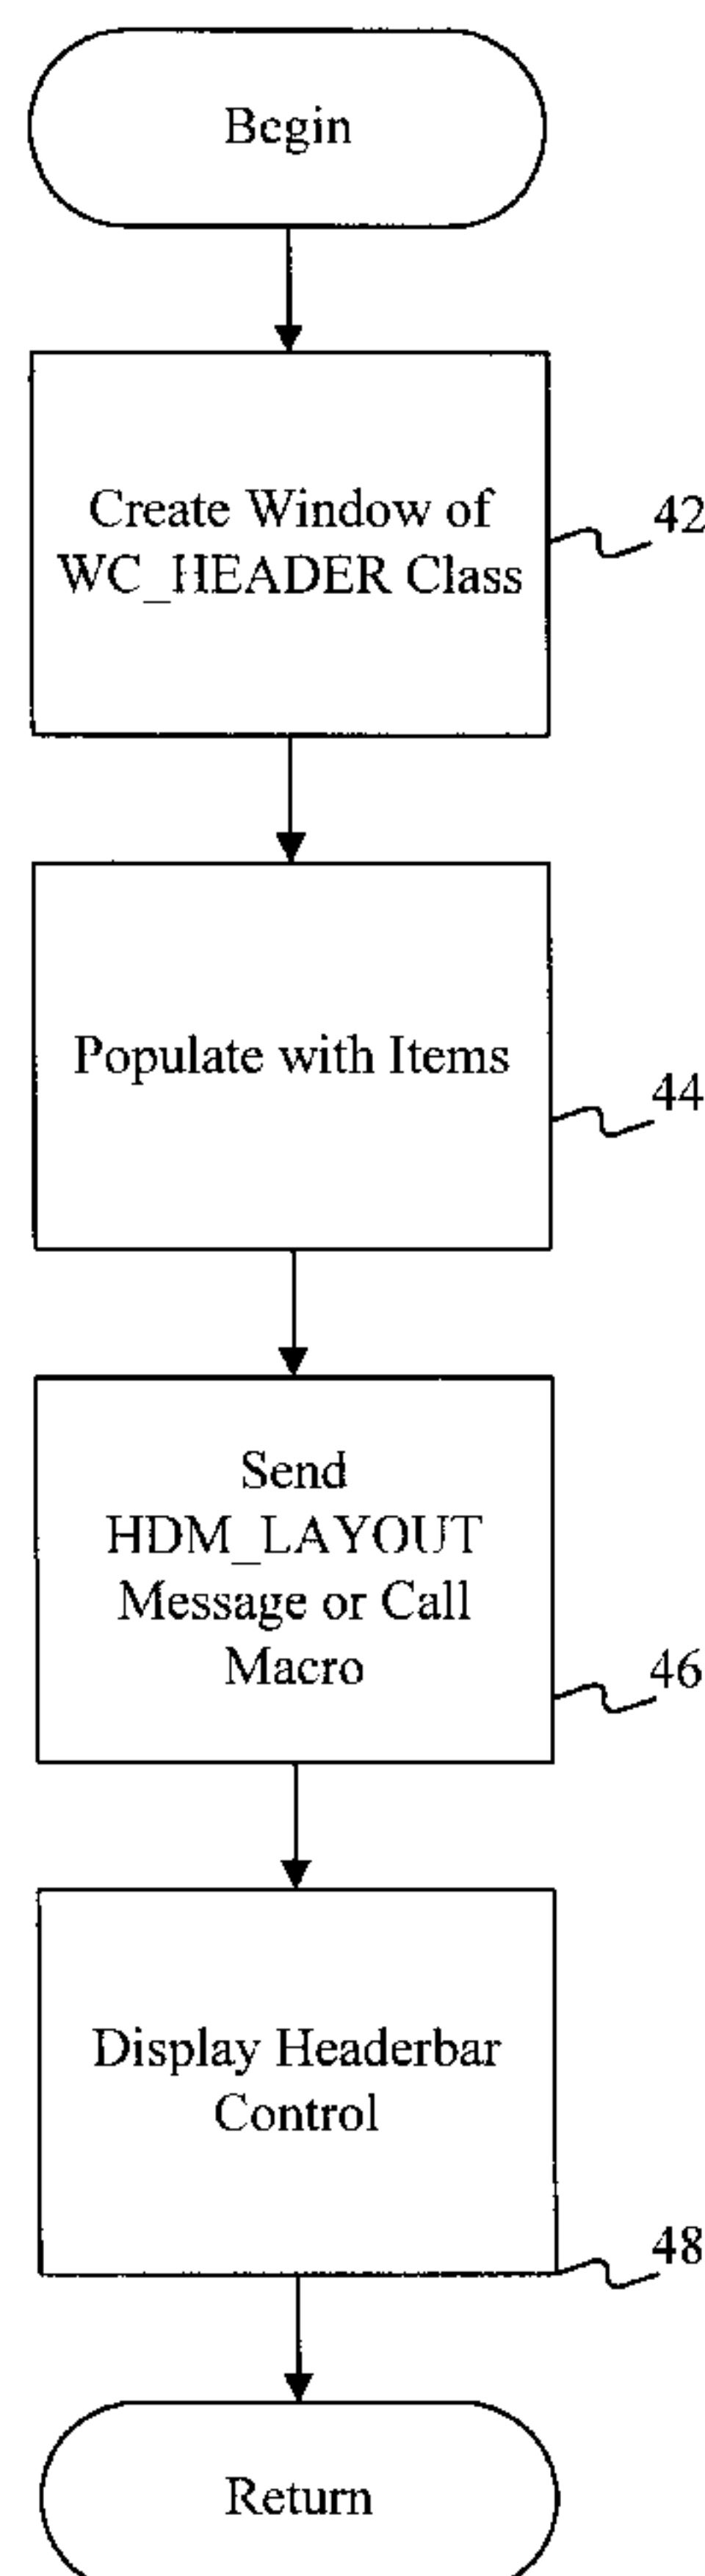 Begin
Create Window of
WC_HEADER Class
42
Populate with Items
44
Send
HDM_LAYOUT
Message or Call
Macro
46
Display Headerbar
Control
48
Return